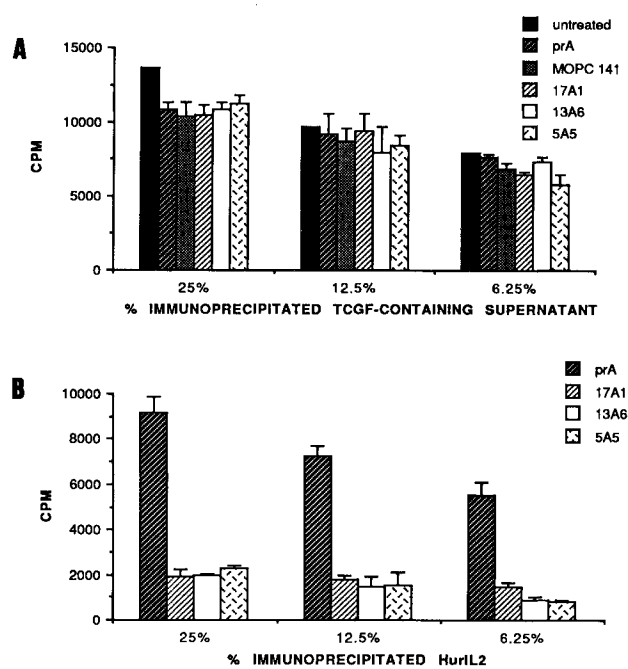 A
untreated
prA
MOPC 141
17A1
13A6
5A5
15000
10000
5000
0
CPM
25%
12.5%
6.25%
% IMMUNOPRECIPITATED TCGF-CONTAINING SUPERNATANT
B
prA
17A1
13A6
5A5
10000
8000
6000
4000
2000
0
CPM
25%
12.5%
6.25%
% IMMUNOPRECIPITATED HurIL2